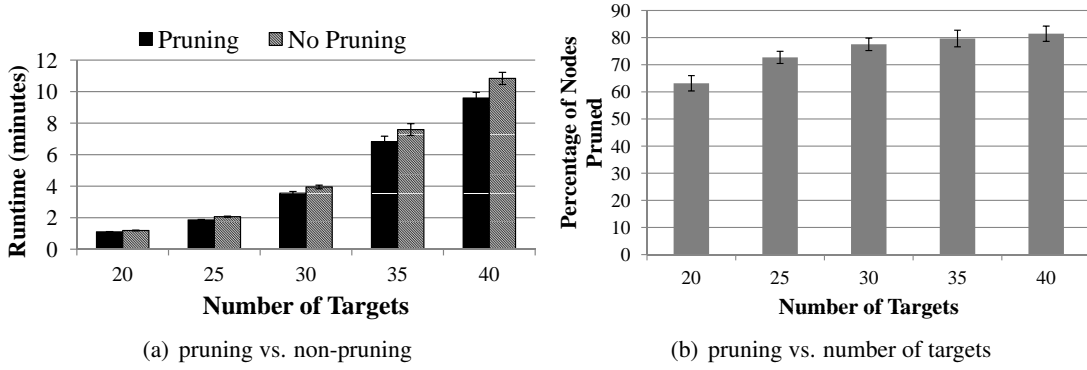 Pruning No Pruning
12
10
8
6
4
2
0
Runtime (minutes)
20 25 30 35 40
Number of Targets
(a) pruning vs. non-pruning
90
80
70
60
50
40
30
20
10
0
Percentage of Nodes
Pruned
20 25 30 35 40
Number of Targets
(b) pruning vs. number of targets